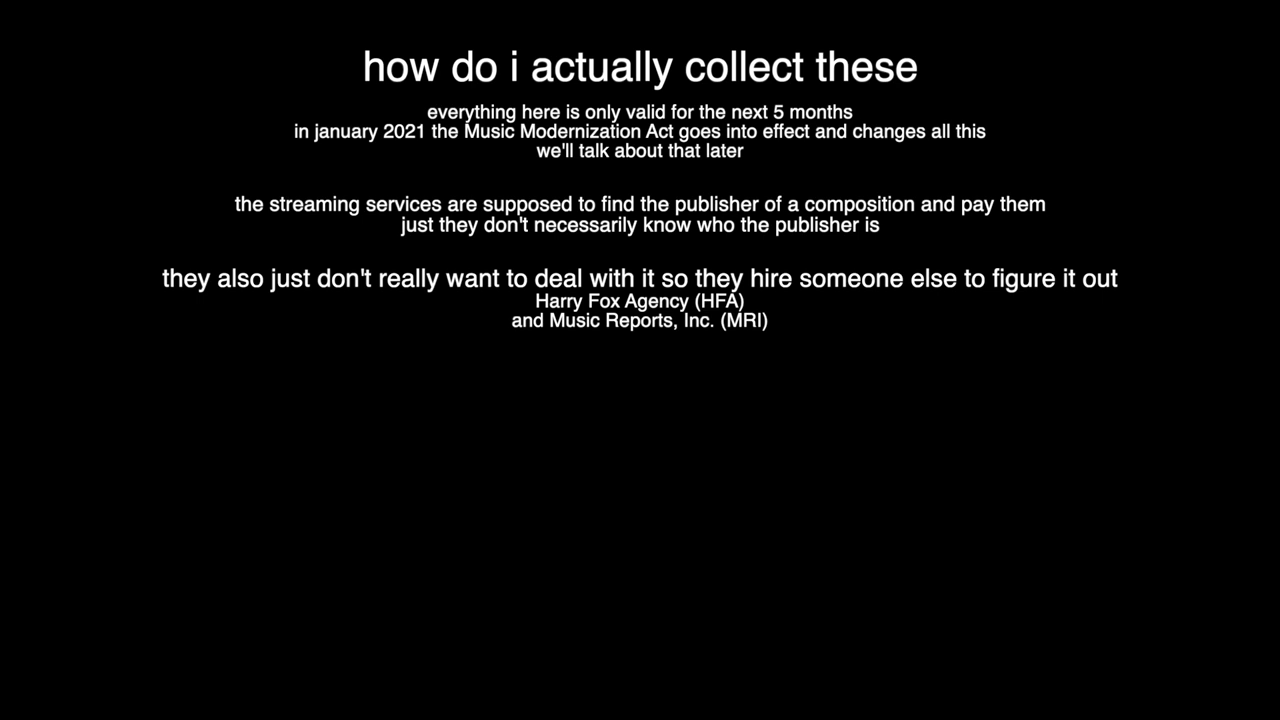 how do i actually collect these
everything here is only valid for the next 5 months
in january 2021 the Music Modernization Act goes into effect and changes all this
we'll talk about that later
the streaming services are supposed to find the publisher of a composition and pay them
just they don't necessarily know who the publisher is
they also just don't really want to deal with it so they hire someone else to figure it out
Harry Fox Agency (HFA)
and Music Reports, Inc. (MRI)